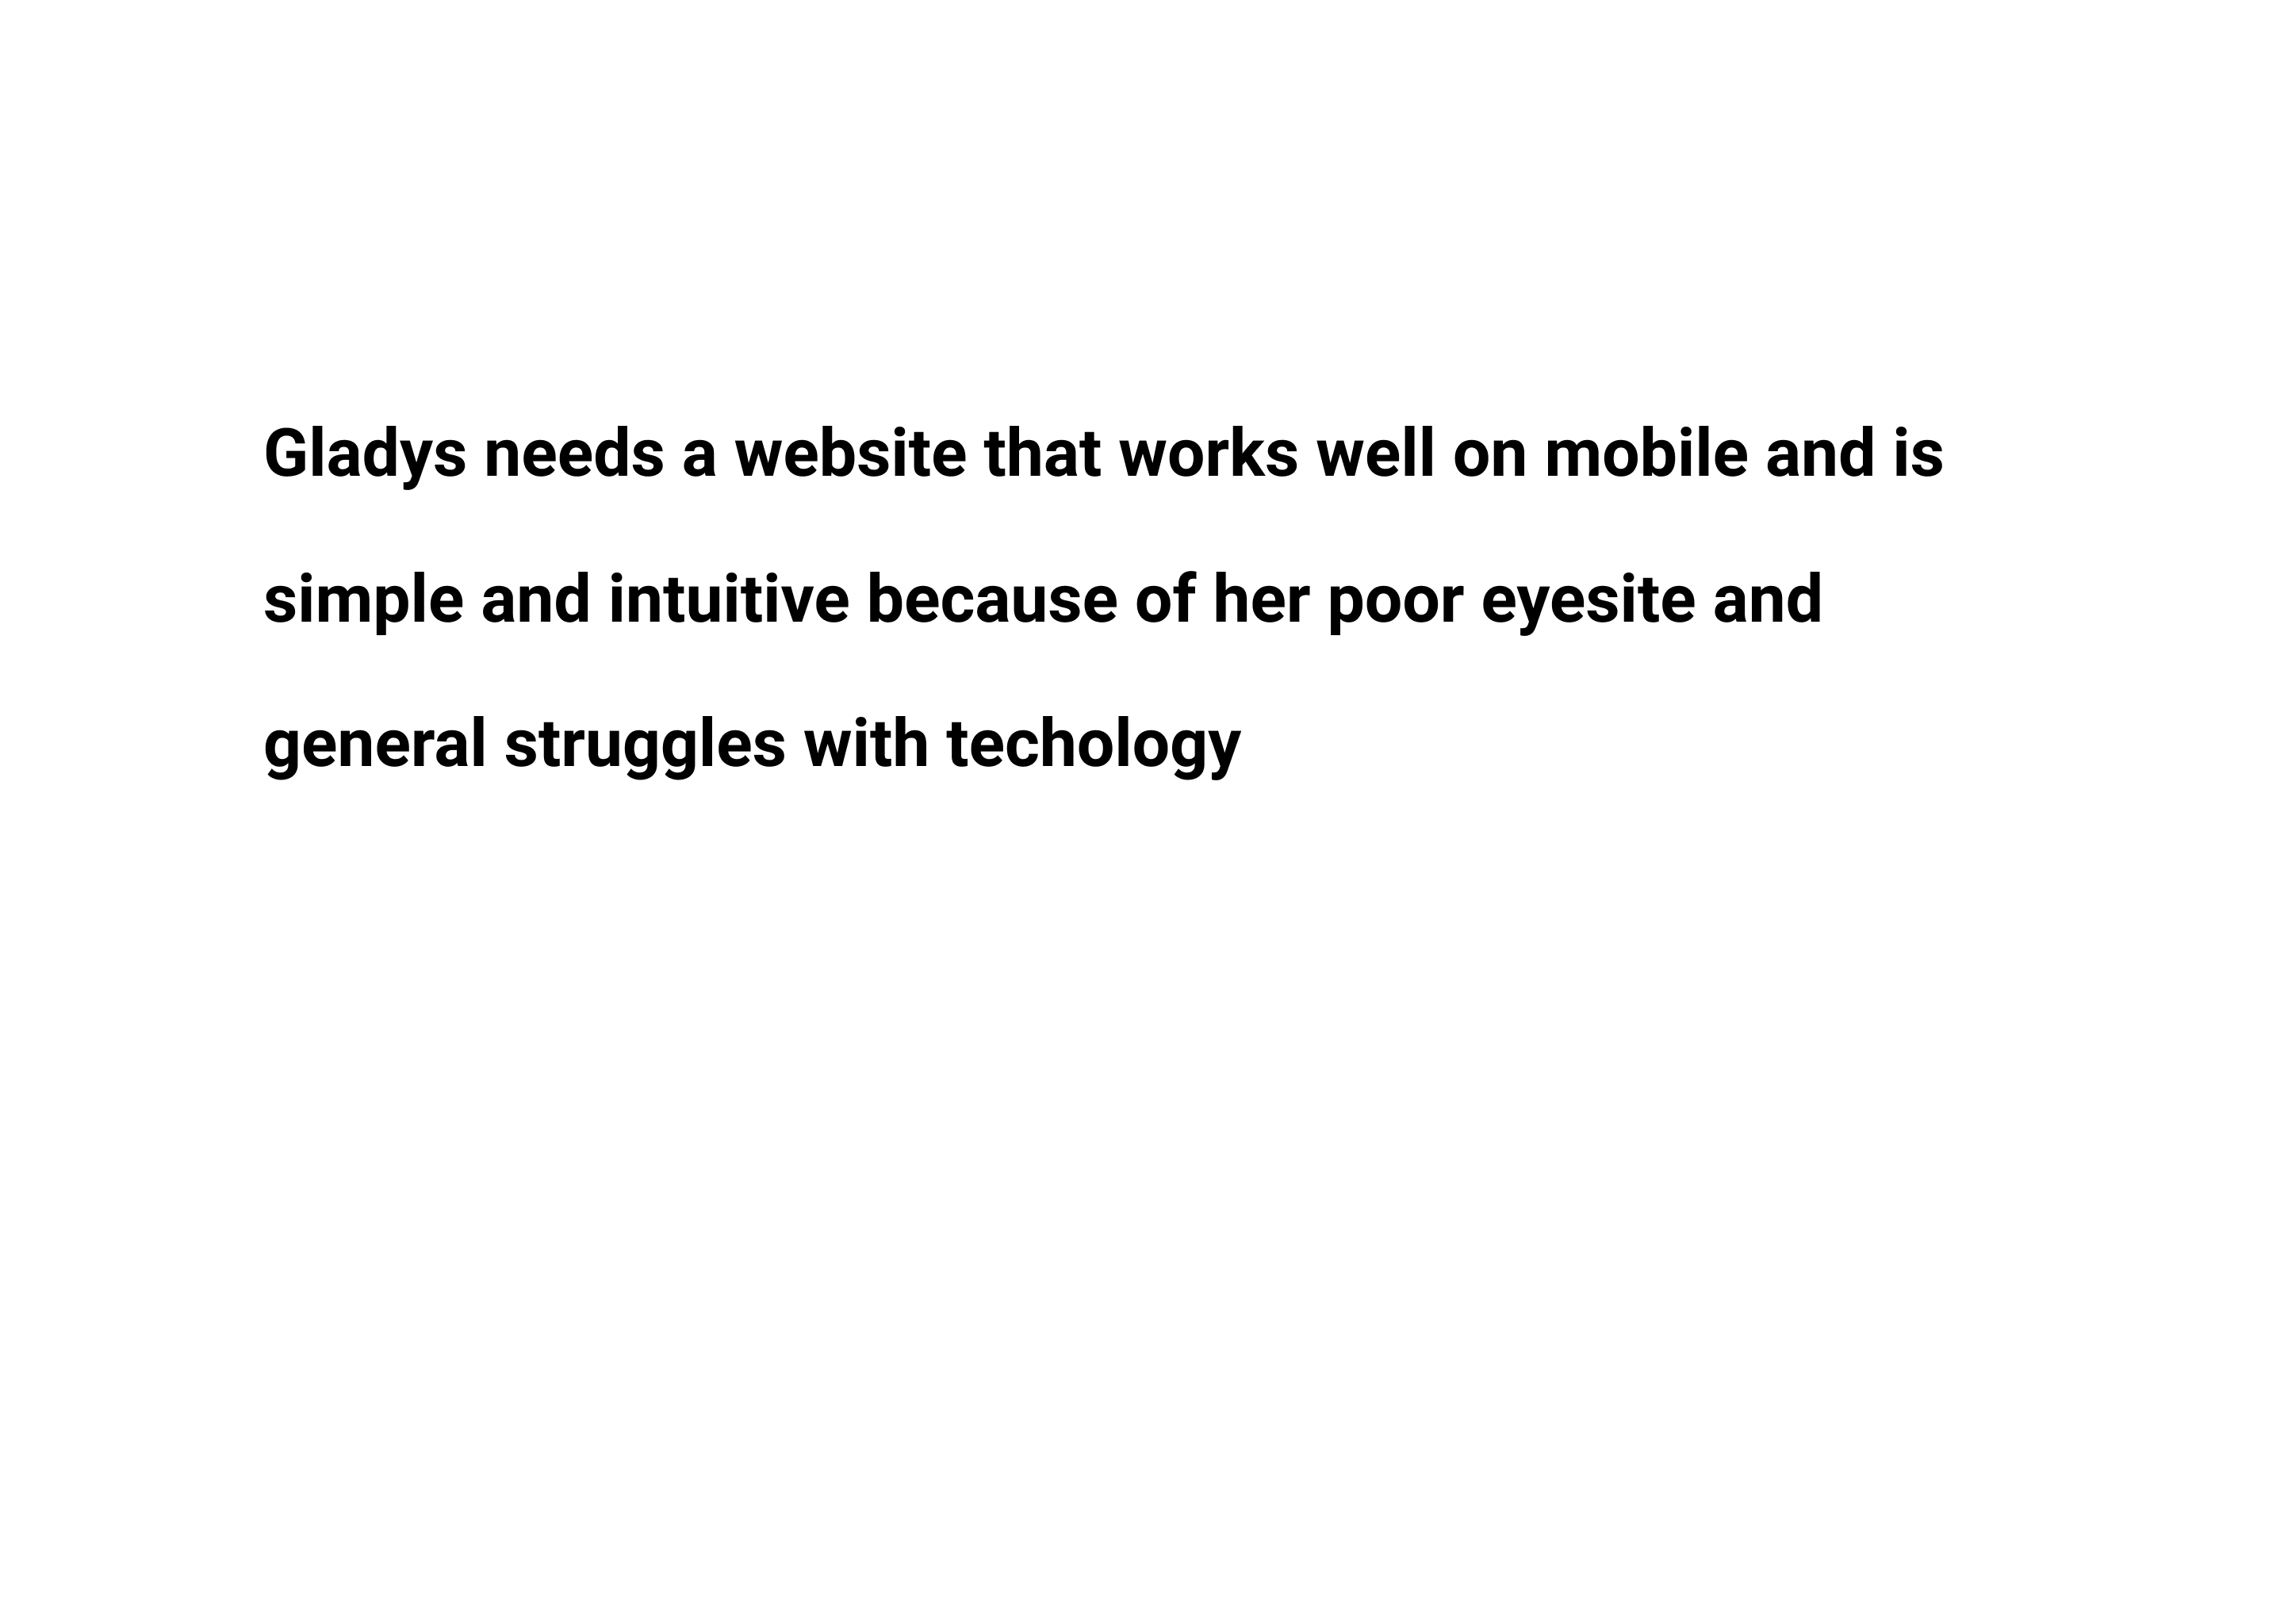 Gladys needs a website that works well on mobile and is
simple and intuitive because of her poor eyesite and
general struggles with techology